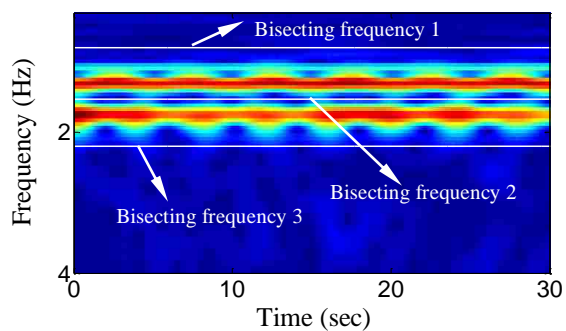 Bisecting frequency 1
Frequency (Hz)
2
Bisecting frequency 2
Bisecting frequency 3
4
0 10 20 30
Time (sec)